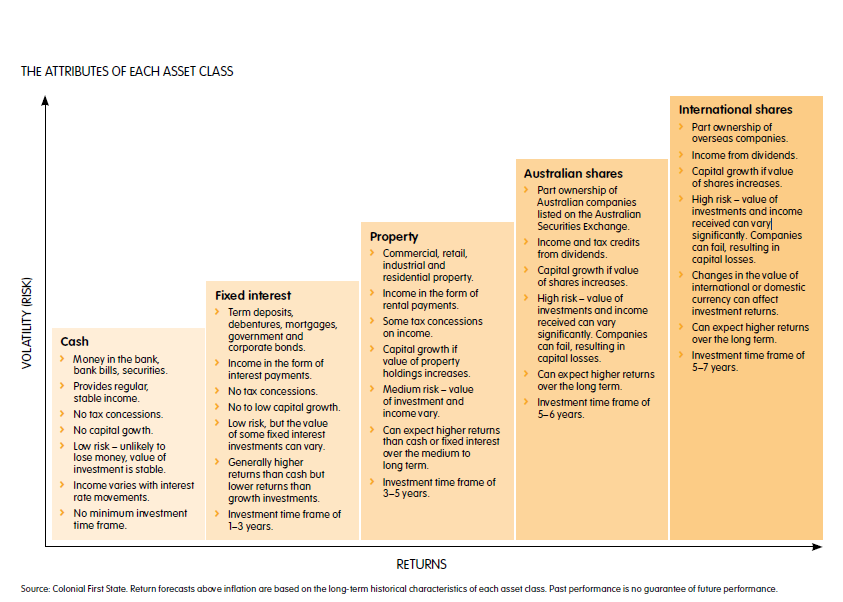 THE ATTRIBUTES OF EACH ASSET CLASS
VOLATILITY (RISK)
Cash
› Money in the bank,
bank bills, securities.
› Provides regular,
stable income.
› No tax concessions.
› No capital gowth.
› Low risk – unlikely to
lose money, value of
investment is stable.
› Income varies with interest
rate movements.
› No minimum investment
time frame.
Fixed interest
› Term deposits,
debentures, mortgages,
government and
corporate bonds.
› Income in the form of
interest payments.
› No tax concessions.
› No to low capital growth.
› Low risk, but the value
of some fixed interest
investments can vary.
› Generally higher
returns than cash but
lower returns than
growth investments.
› Investment time frame of
1–3 years.
Property
› Commercial, retail,
industrial and
residential property.
› Income in the form of
rental payments.
› Some tax concessions
on income.
› Capital growth if
value of property
holdings increases.
› Medium risk – value
of investment and
income vary.
› Can expect higher returns
than cash or fixed interest
over the medium to
long term.
› Investment time frame of
3–5 years.
Australian shares
› Part ownership of
Australian companies
listed on the Australian
Securities Exchange.
› Income and tax credits
from dividends.
› Capital growth if value
of shares increases.
› High risk – value of
investments and income
received can vary
significantly. Companies
can fail, resulting in
capital losses.
› Can expect higher returns
over the long term.
› Investment time frame of
5–6 years.
International shares
› Part ownership of
overseas companies.
› Income from dividends.
› Capital growth if value
of shares increases.
› High risk – value of
investments and income
received can vary
significantly. Companies
can fail, resulting in
capital losses.
› Changes in the value of
international or domestic
currency can affect
investment returns.
› Can expect higher returns
over the long term.
› Investment time frame of
5–7 years.
RETURNS
Source: Colonial First State. Return forecasts above inflation are based on the long-term historical characteristics of each asset class. Past performance is no guarantee of future performance.